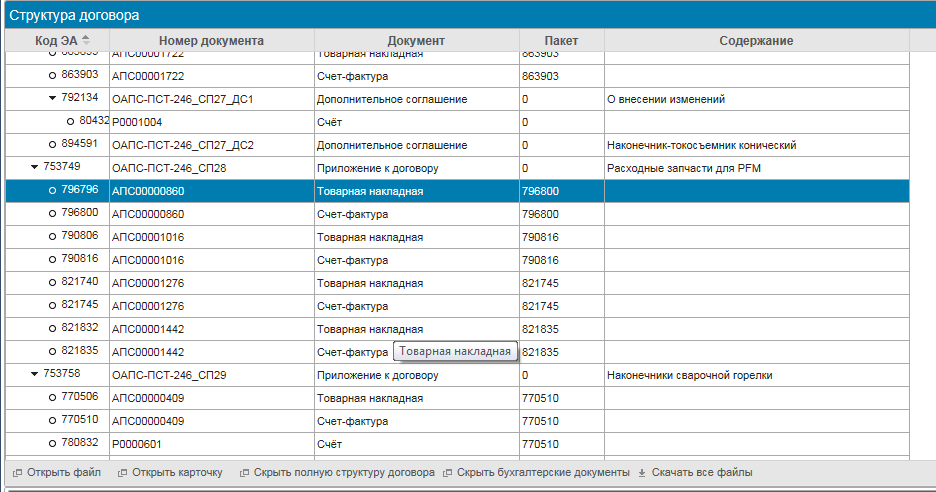 Структура договора
Код ЭА Номер документа Документ Пакет Содержание
863895 АПС00001722 Товарная накладная 863903
863903 АПС00001722 Счет-фактура 863903
792134 ОАПС-ПСТ-246_СП27_ДС1 Дополнительное соглашение 0 О внесении изменений
80432 Р0001004 Счёт 0
894591 ОАПС-ПСТ-246_СП27_ДС2 Дополнительное соглашение 0 Наконечник-токосъемник конический
753749 ОАПС-ПСТ-246_СП28 Приложение к договору 0 Расходные запчасти для PFM
796796 АПС00000860 Товарная накладная 796800
796800 АПС00000860 Счет-фактура 796800
790806 АПС00001016 Товарная накладная 790816
790816 АПС00001016 Счет-фактура 790816
821740 АПС00001276 Товарная накладная 821745
821745 АПС00001276 Счет-фактура 821745
821832 АПС00001442 Товарная накладная 821835
821835 АПС00001442 Счет-фактура Товарная накладная 821835
753758 ОАПС-ПСТ-246_СП29 Приложение к договору 0 Наконечники сварочной горелки
770506 АПС00000409 Товарная накладная 770510
770510 АПС00000409 Счет-фактура 770510
780832 Р0000601 Счёт 770510
Открыть файл Открыть карточку Скрыть полную структуру договора Скрыть бухгалтерские документы Скачать все файлы